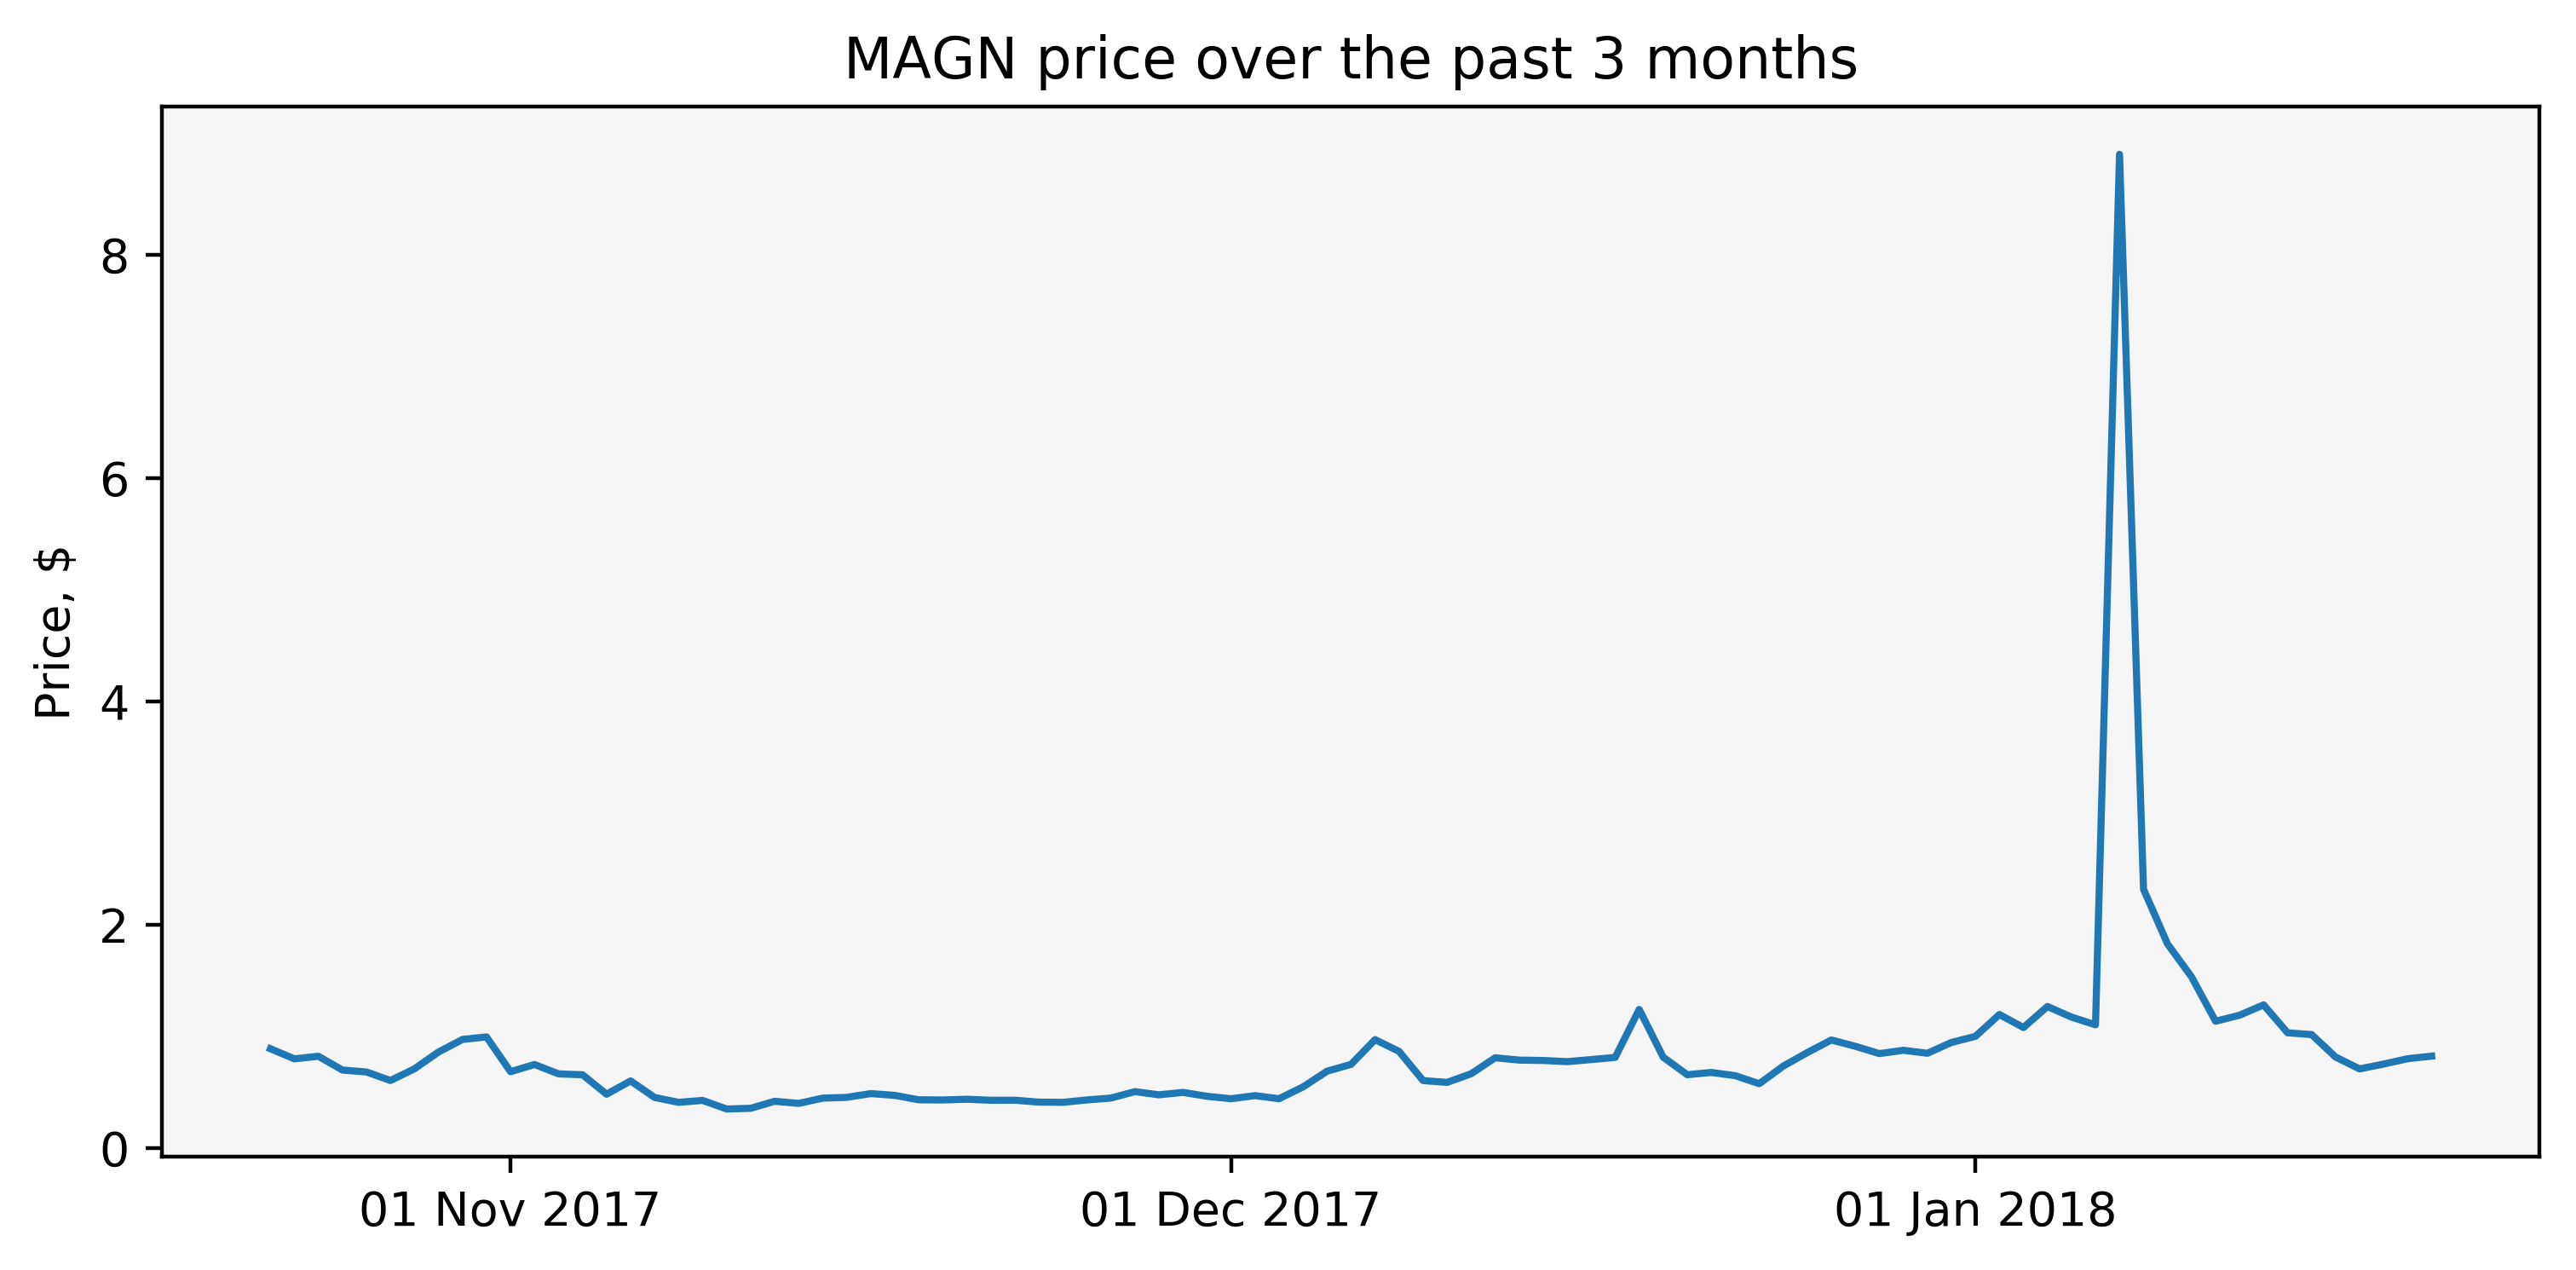 MAGN price over the past 3 months
Price, $
8
6
4
2
0
01 Nov 2017
01 Dec 2017
01 Jan 2018